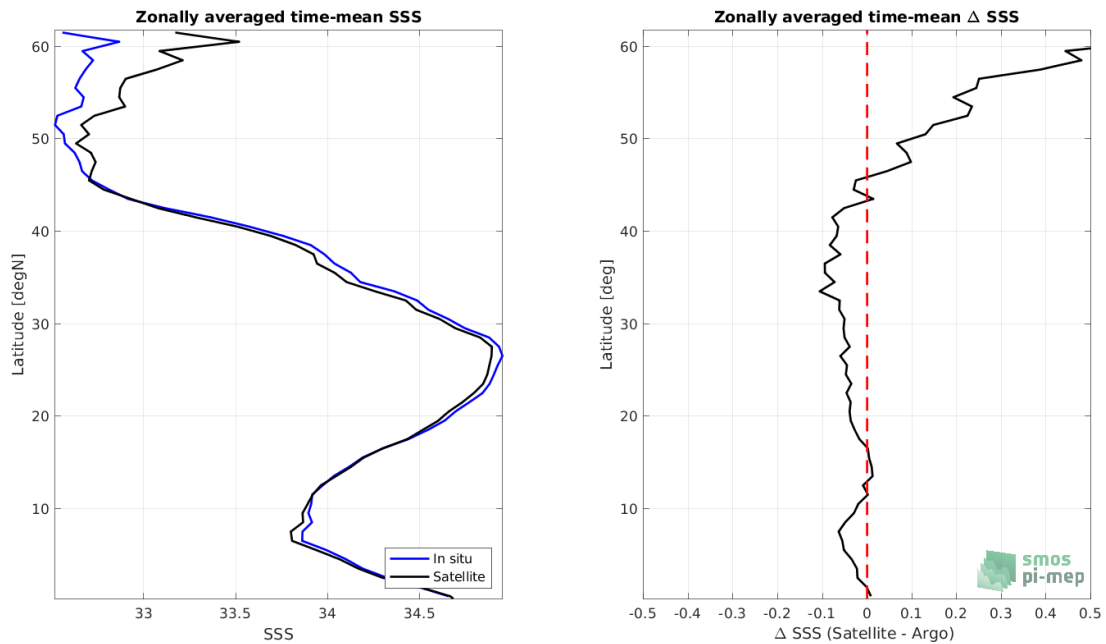 Zonally averaged time-mean SSS
60
50
40
30
20
10
Latitude [degN]
33
33.5
34
34.5
SSS
In situ
Satellite
Zonally averaged time-mean Δ SSS
60
50
40
30
20
10
Latitude [deg]
-0.5
-0.4
-0.3
-0.2
-0.1
0
0.1
0.2
0.3
0.4
0.5
Δ SSS (Satellite - Argo)
smos
pi-mep